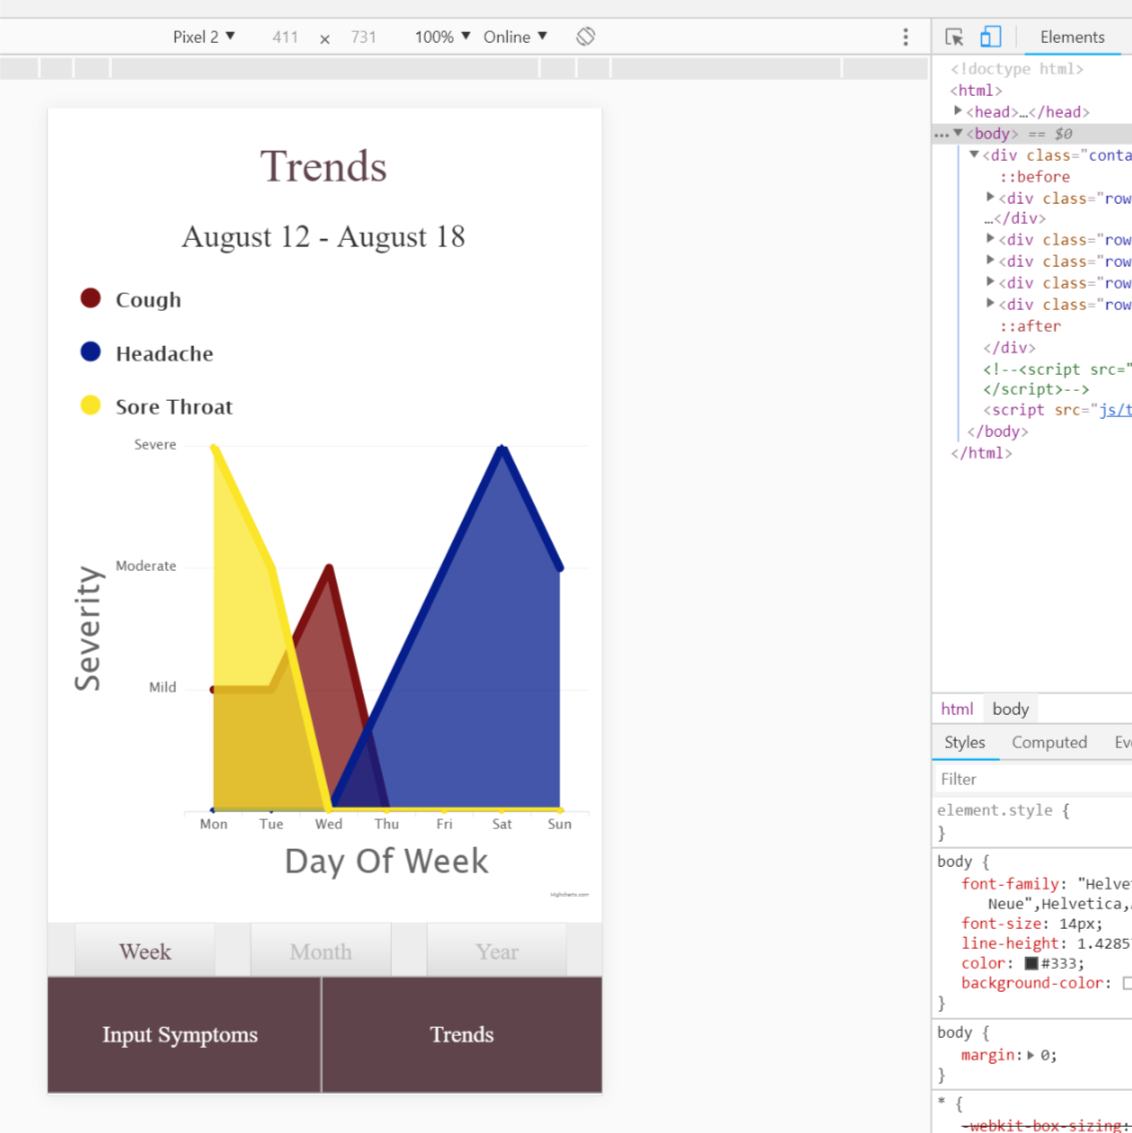 Pixel 2 ▼ 411 × 731 100% ▼ Online ▼
Elements
Trends
August 12 - August 18
Cough
Headache
Sore Throat
Severe
Moderate
Mild
Severity
Mon Tue Wed Thu Fri Sat Sun
Day Of Week
Highcharts.com
Week Month Year
Input Symptoms Trends
<!doctype html>
<html>
▶<head>…</head>
… ▼<body> == $0
▼<div class="conta
::before
▶<div class="row
…</div>
▶<div class="row
▶<div class="row
▶<div class="row
▶<div class="row
::after
</div>
<!--<script src="
</script>-->
<script src="js/t
</body>
</html>
html body
Styles Computed Eve
Filter
element.style {
}
body {
font-family: "Helve
Neue",Helvetica,
font-size: 14px;
line-height: 1.4285
color: #333;
background-color:
}
body {
margin:▶ 0;
}
* {
-webkit-box-sizing: